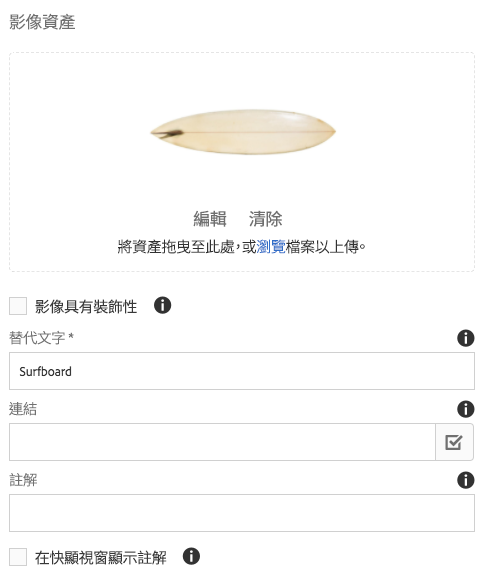 影像資產
編輯 清除
將資產拖曳至此處，或瀏覽檔案以上傳。
影像具有裝飾性
替代文字 *
Surfboard
連結
註解
在快顯視窗顯示註解